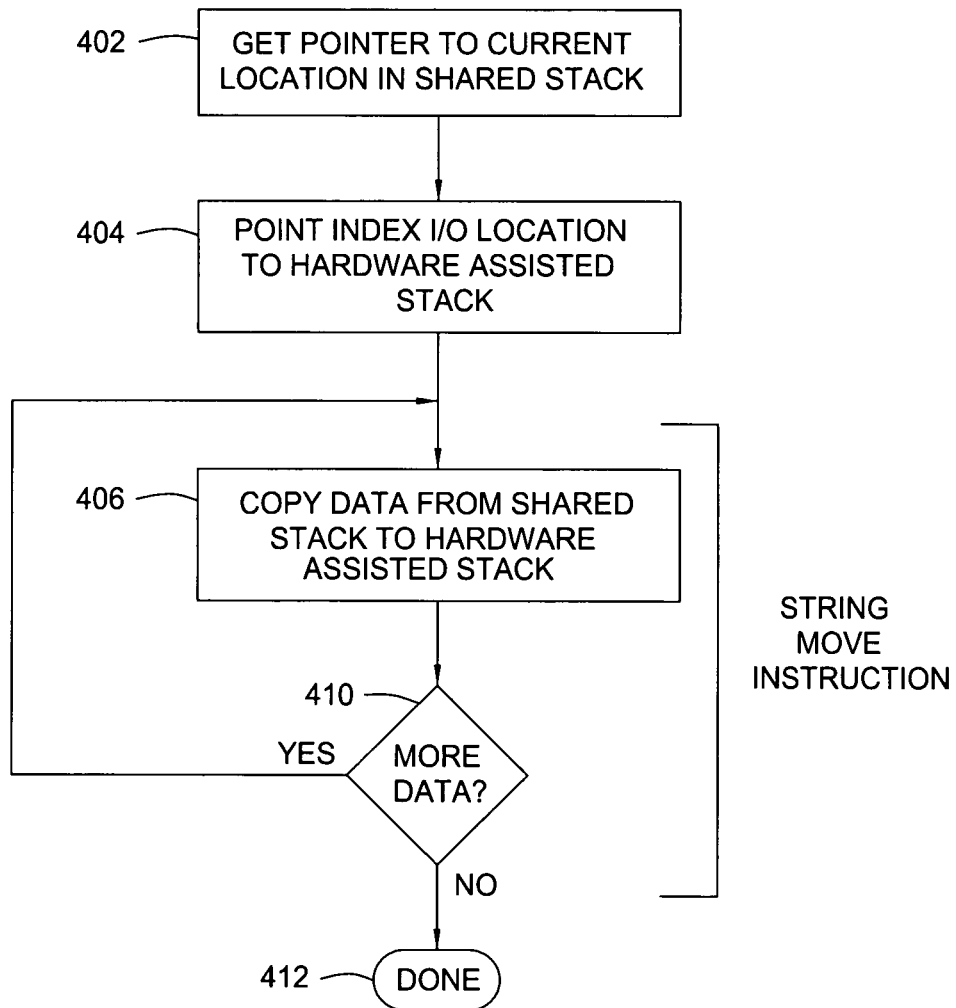 402
GET POINTER TO CURRENT
LOCATION IN SHARED STACK
404
POINT INDEX I/O LOCATION
TO HARDWARE ASSISTED
STACK
406
COPY DATA FROM SHARED
STACK TO HARDWARE
ASSISTED STACK
STRING
MOVE
INSTRUCTION
410
YES
MORE
DATA?
NO
412
DONE